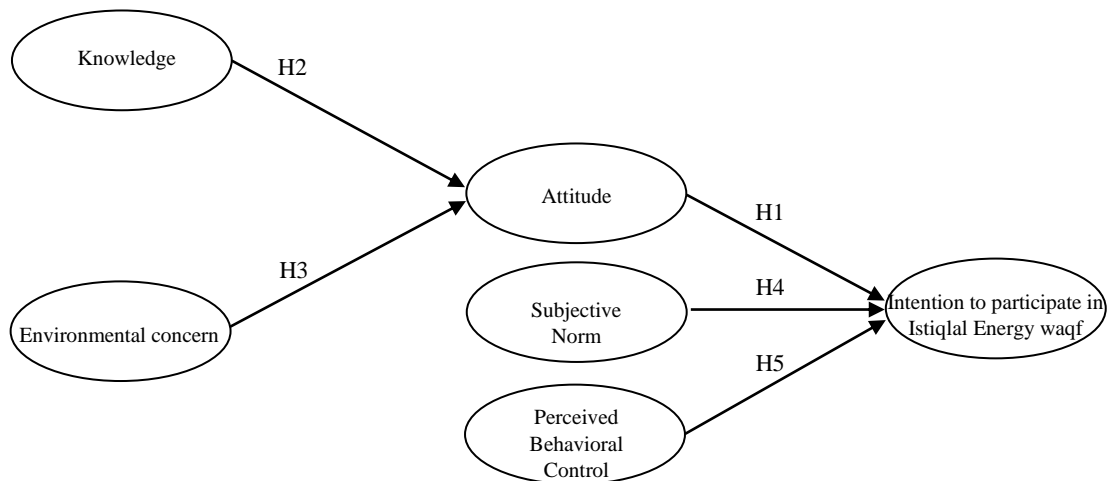 Knowledge
H2
Attitude
H1
H3
H4
Environmental concern
Subjective
Norm
Intention to participate in
Istiqlal Energy waqf
H5
Perceived
Behavioral
Control